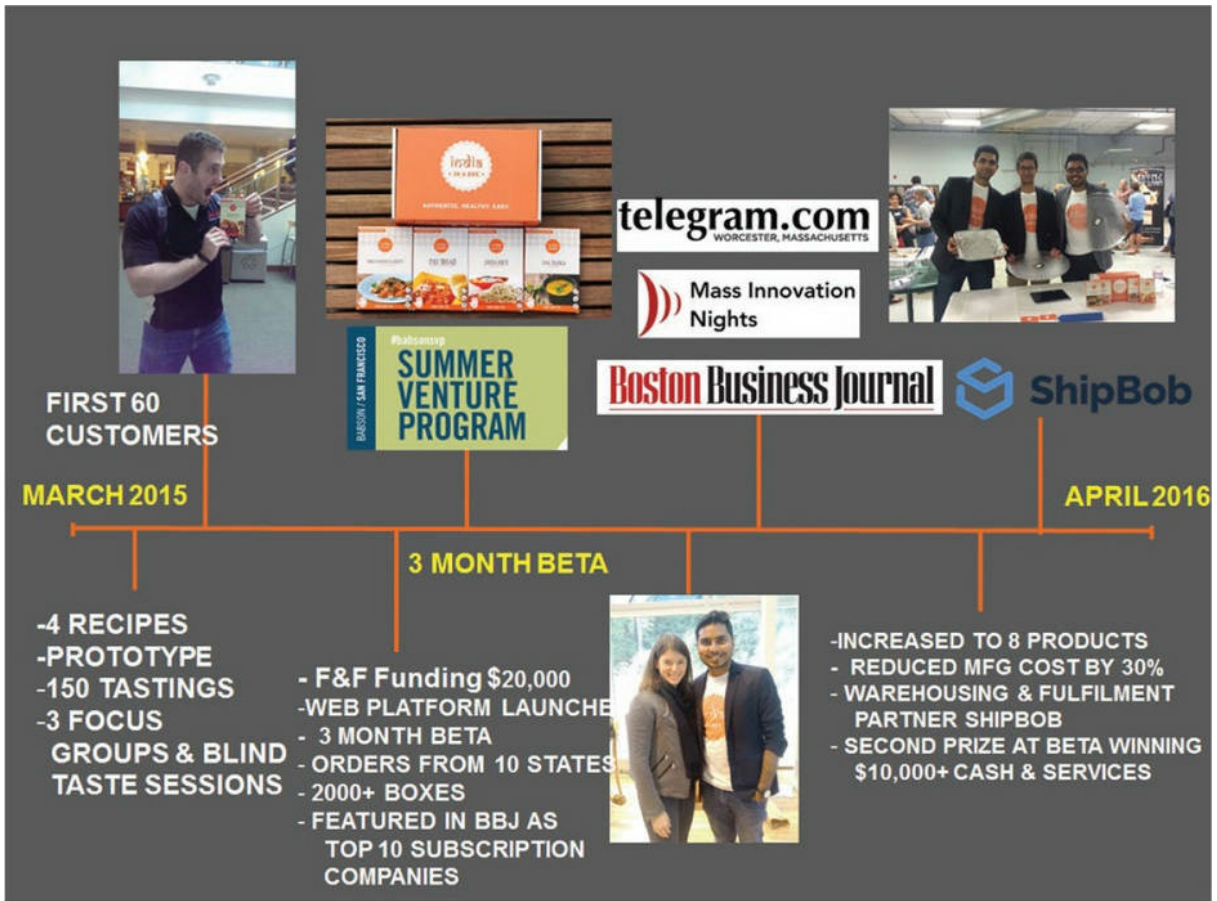 india
IN A BOX
AUTHENTIC. HEALTHY. EASY
telegram.com
WORCESTER, MASSACHUSETTS
Mass Innovation
Nights
#babsonsvp
BABSON / SAN FRANCISCO
SUMMER
VENTURE
PROGRAM
Boston Business Journal
ShipBob
FIRST 60
CUSTOMERS
MARCH 2015
APRIL 2016
3 MONTH BETA
-4 RECIPES
-PROTOTYPE
-150 TASTINGS
-3 FOCUS
GROUPS & BLIND
TASTE SESSIONS
- F&F Funding $20,000
-WEB PLATFORM LAUNCHE
- 3 MONTH BETA
- ORDERS FROM 10 STATES
- 2000+ BOXES
- FEATURED IN BBJ AS
TOP 10 SUBSCRIPTION
COMPANIES
-INCREASED TO 8 PRODUCTS
- REDUCED MFG COST BY 30%
- WAREHOUSING & FULFILMENT
PARTNER SHIPBOB
- SECOND PRIZE AT BETA WINNING
$10,000+ CASH & SERVICES